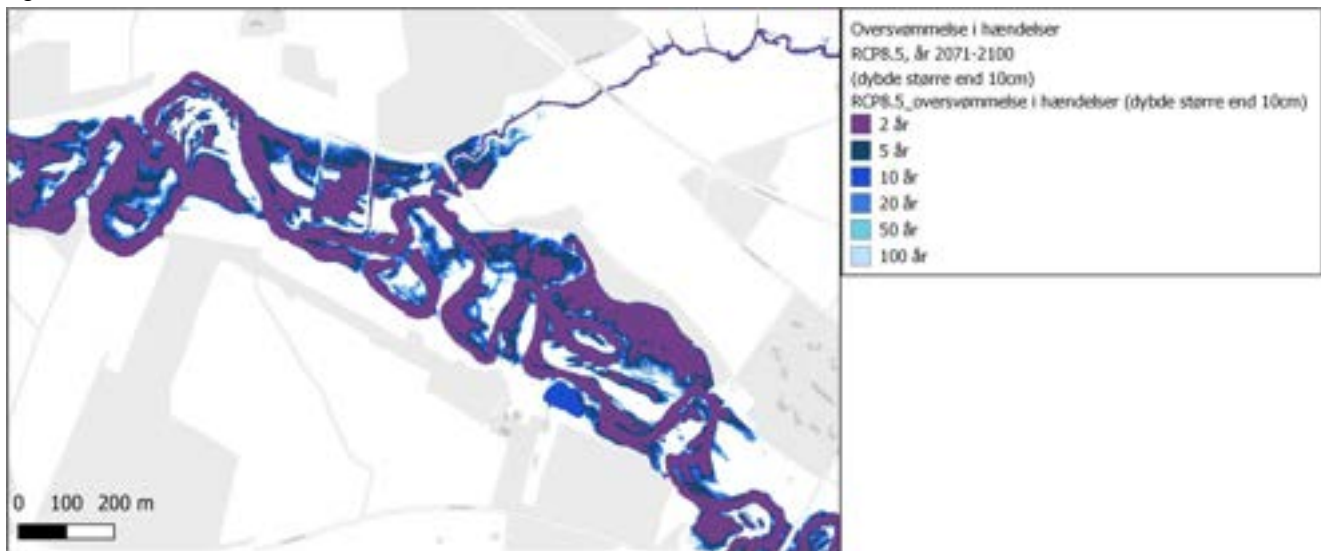 Oversvømmelse i hændelser
RCP8.5, år 2071-2100
(dybde større end 10cm)
RCP8.5_oversvømmelse i hændelser (dybde større end 10cm)
2 år
5 år
10 år
20 år
50 år
100 år
0 100 200 m